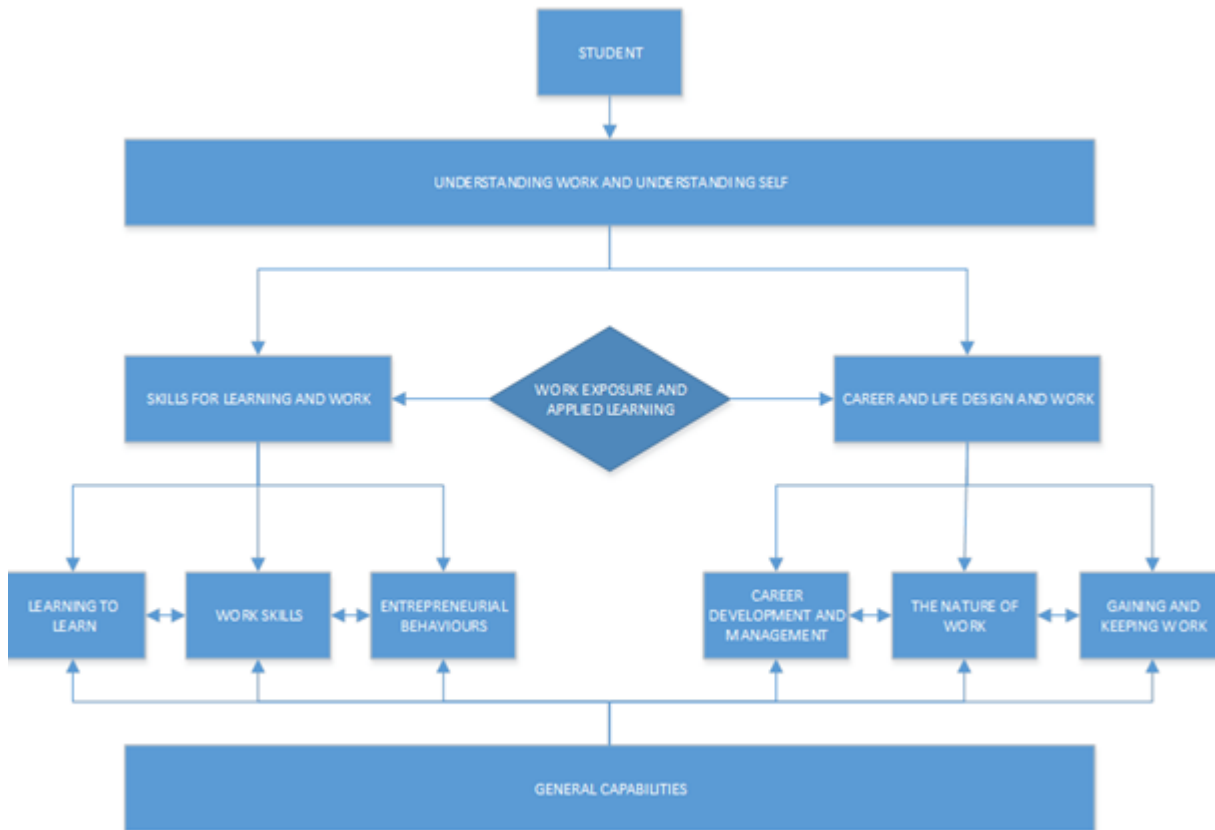 STUDENT
UNDERSTANDING WORK AND UNDERSTANDING SELF
SKILLS FOR LEARNING AND WORK
WORK EXPOSURE AND
APPLIED LEARNING
CAREER AND LIFE DESIGN AND WORK
LEARNING TO
LEARN
WORK SKILLS
ENTREPRENEURIAL
BEHAVIOURS
CAREER
DEVELOPMENT AND
MANAGEMENT
THE NATURE OF
WORK
GAINING AND
KEEPING WORK
GENERAL CAPABILITIES